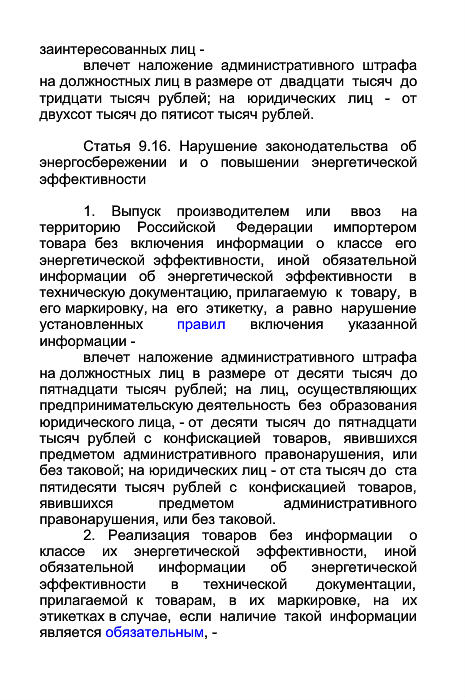 заинтересованных лиц -
влечет наложение административного штрафа
на должностных лиц в размере от двадцати тысяч до
тридцати тысяч рублей; на юридических лиц - от
двухсот тысяч до пятисот тысяч рублей.
Статья 9.16. Нарушение законодательства об
энергосбережении и о повышении энергетической
эффективности
1. Выпуск производителем или ввоз на
территорию Российской Федерации импортером
товара без включения информации о классе его
энергетической эффективности, иной обязательной
информации об энергетической эффективности в
техническую документацию, прилагаемую к товару, в
его маркировку, на его этикетку, а равно нарушение
установленных правил включения указанной
информации -
влечет наложение административного штрафа
на должностных лиц в размере от десяти тысяч до
пятнадцати тысяч рублей; на лиц, осуществляющих
предпринимательскую деятельность без образования
юридического лица, - от десяти тысяч до пятнадцати
тысяч рублей с конфискацией товаров, явившихся
предметом административного правонарушения, или
без таковой; на юридических лиц - от ста тысяч до ста
пятидесяти тысяч рублей с конфискацией товаров,
явившихся предметом административного
правонарушения, или без таковой.
2. Реализация товаров без информации о
классе их энергетической эффективности, иной
обязательной информации об энергетической
эффективности в технической документации,
прилагаемой к товарам, в их маркировке, на их
этикетках в случае, если наличие такой информации
является обязательным, -